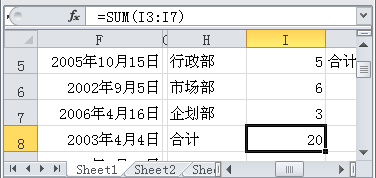 fx =SUM(I3:I7)
F G H I
5 2005年10月15日 行政部 5 合计
6 2002年9月5日 市场部 6
7 2006年4月16日 企划部 3
8 2003年4月4日 合计 20
Sheet1 Sheet2 Shee